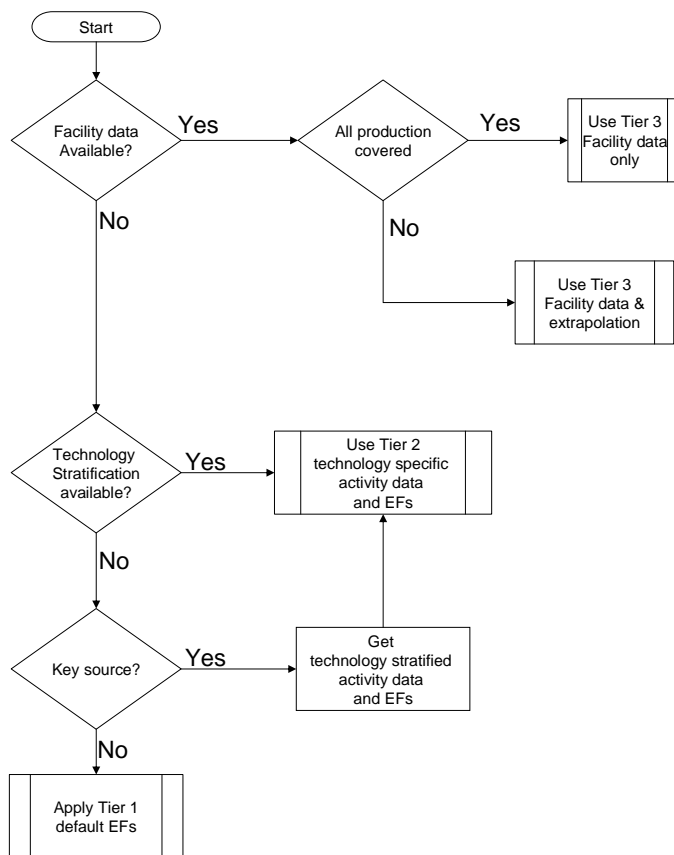 Start
Facility data
Available?
Yes
All production
covered
Yes
Use Tier 3
Facility data
only
No
No
Use Tier 3
Facility data &
extrapolation
Technology
Stratification
available?
Yes
Use Tier 2
technology specific
activity data
and EFs
No
Key source?
Yes
Get
technology stratified
activity data
and EFs
No
Apply Tier 1
default EFs